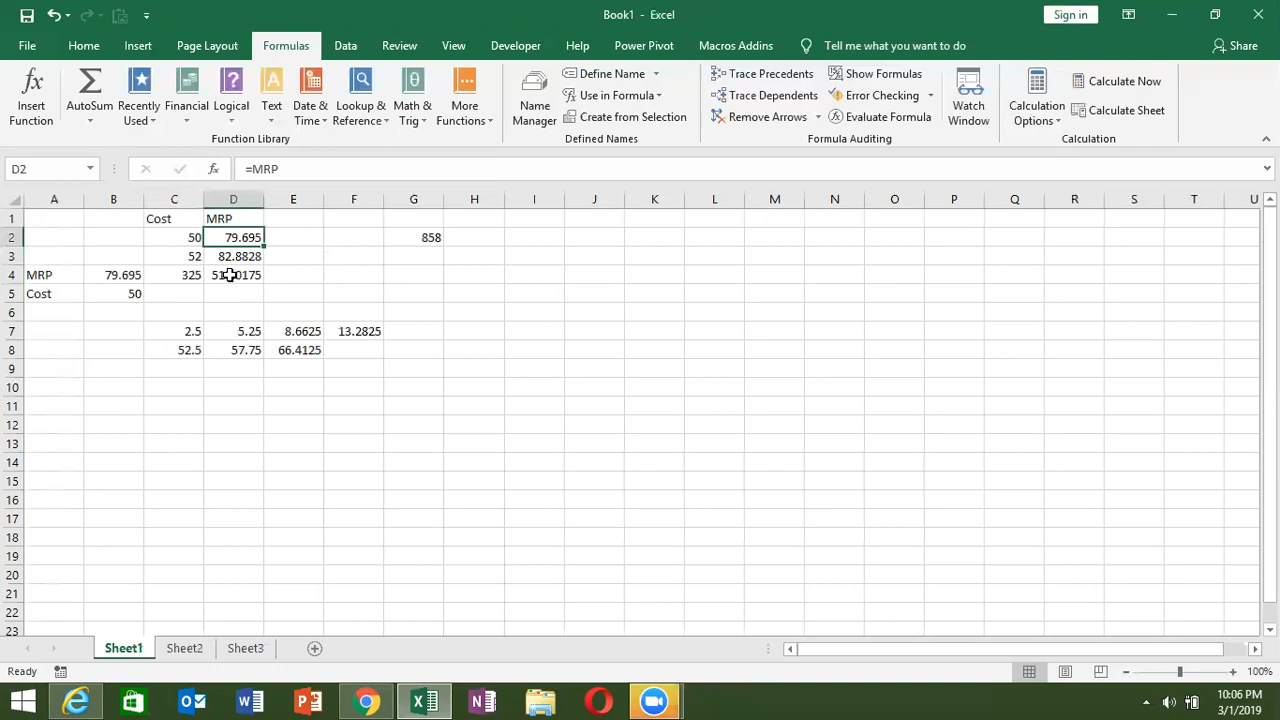 Book1 - Excel
Sign in
File Home Insert Page Layout Formulas Data Review View Developer Help Power Pivot Macros Addins Tell me what you want to do Share
Insert Function
AutoSum
Recently Used
Financial
Logical
Text
Date & Time
Lookup & Reference
Math & Trig
More Functions
Function Library
Name Manager
Define Name
Use in Formula
Create from Selection
Defined Names
Trace Precedents
Trace Dependents
Remove Arrows
Show Formulas
Error Checking
Evaluate Formula
Formula Auditing
Watch Window
Calculation Options
Calculate Now
Calculate Sheet
Calculation
D2 fx =MRP
A B C D E F G H I J K L M N O P Q R S T U
1 Cost MRP
2 50 79.695 858
3 52 82.8828
4 MRP 79.695 325
5 Cost 50
6
7 2.5 5.25 8.6625 13.2825
8 52.5 57.75 66.4125
9
10
11
12
13
14
15
16
17
18
19
20
21
22
23
Sheet1 Sheet2 Sheet3
Ready 100%
10:06 PM
3/1/2019